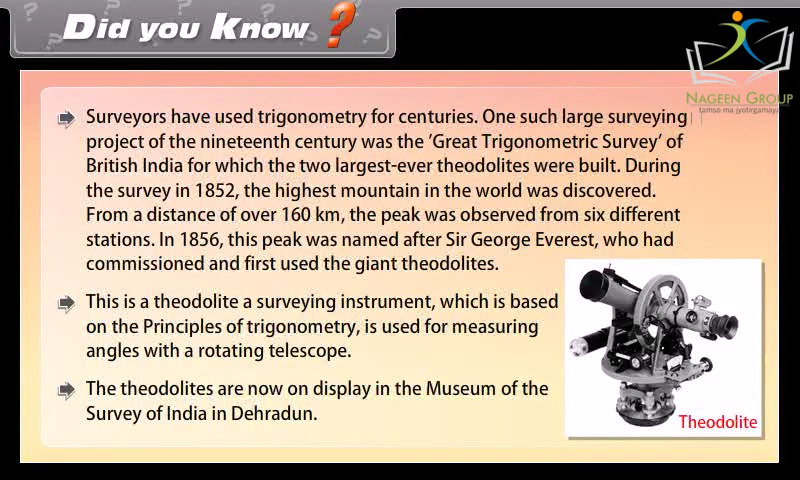 Did you Know ?
NAGEEN GROUP
tamso ma jyotirgamaya
Surveyors have used trigonometry for centuries. One such large surveying
project of the nineteenth century was the ‘Great Trigonometric Survey’ of
British India for which the two largest-ever theodolites were built. During
the survey in 1852, the highest mountain in the world was discovered.
From a distance of over 160 km, the peak was observed from six different
stations. In 1856, this peak was named after Sir George Everest, who had
commissioned and first used the giant theodolites.
This is a theodolite a surveying instrument, which is based
on the Principles of trigonometry, is used for measuring
angles with a rotating telescope.
The theodolites are now on display in the Museum of the
Survey of India in Dehradun.
Theodolite